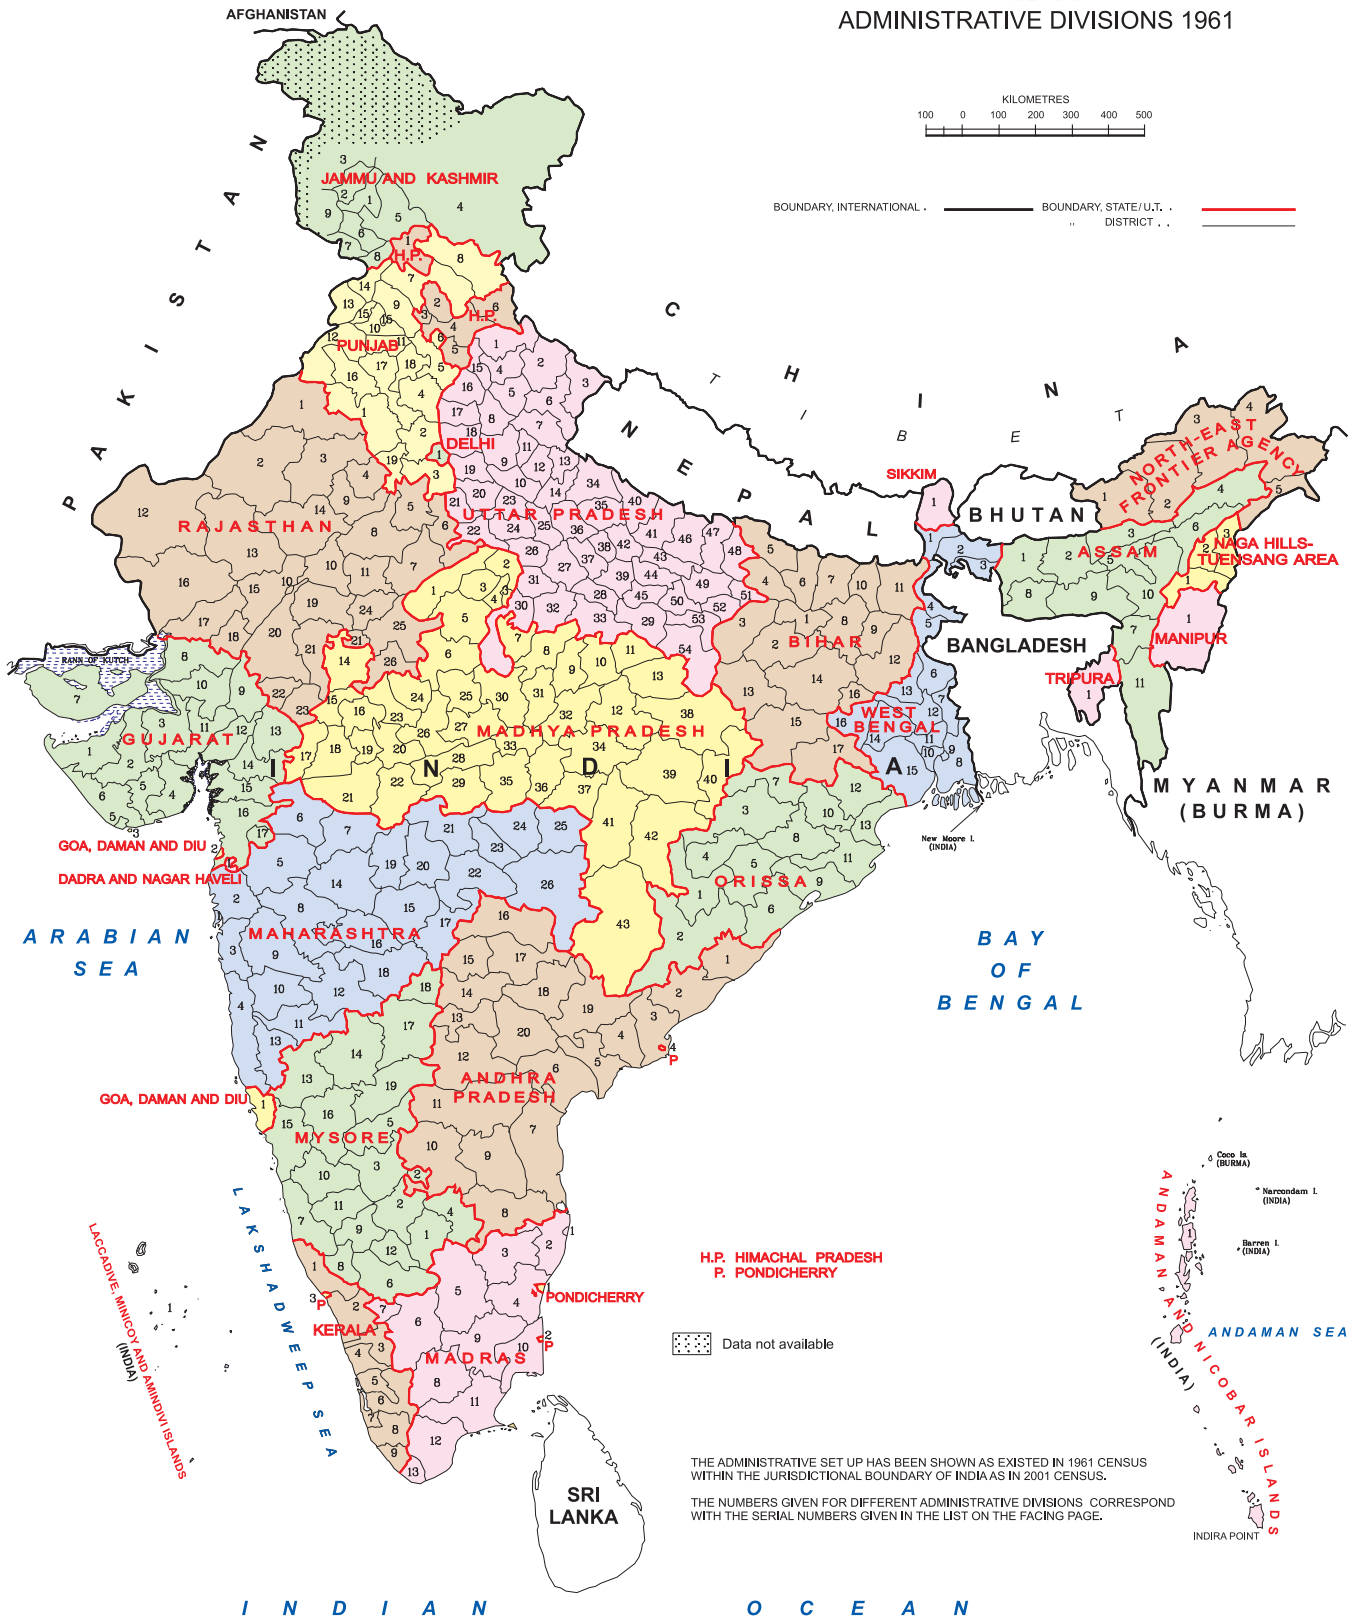 ADMINISTRATIVE DIVISIONS 1961
AFGHANISTAN
KILOMETRES
100 0 100 200 300 400 500
BOUNDARY, INTERNATIONAL .
BOUNDARY, STATE/U.T. .
" DISTRICT . .
PAKISTAN
JAMMU AND KASHMIR
H.P.
H.P.
PUNJAB
CHINA
TIBET
NEPAL
DELHI
SIKKIM
BHUTAN
NORTH-EAST
FRONTIER AGENCY
RAJASTHAN
UTTAR PRADESH
ASSAM
NAGA HILLS-
TUENSANG AREA
BIHAR
BANGLADESH
MANIPUR
TRIPURA
RANN OF KUTCH
GUJARAT
MADHYA PRADESH
WEST
BENGAL
INDIA
MYANMAR
(BURMA)
New Moore I.
(INDIA)
GOA, DAMAN AND DIU
DADRA AND NAGAR HAVELI
ORISSA
MAHARASHTRA
ARABIAN
SEA
BAY
OF
BENGAL
P
ANDHRA
PRADESH
GOA, DAMAN AND DIU
MYSORE
LAKSHADWEEP SEA
LACCADIVE, MINICOY AND AMINDIVI ISLANDS
(INDIA)
Coco Is.
(BURMA)
Narcondam I.
(INDIA)
Barren I.
(INDIA)
ANDAMAN AND NICOBAR ISLANDS
(INDIA)
ANDAMAN SEA
H.P. HIMACHAL PRADESH
P. PONDICHERRY
PONDICHERRY
P
P
KERALA
MADRAS
Data not available
THE ADMINISTRATIVE SET UP HAS BEEN SHOWN AS EXISTED IN 1961 CENSUS
WITHIN THE JURISDICTIONAL BOUNDARY OF INDIA AS IN 2001 CENSUS.
THE NUMBERS GIVEN FOR DIFFERENT ADMINISTRATIVE DIVISIONS CORRESPOND
WITH THE SERIAL NUMBERS GIVEN IN THE LIST ON THE FACING PAGE.
SRI
LANKA
INDIRA POINT
INDIAN OCEAN